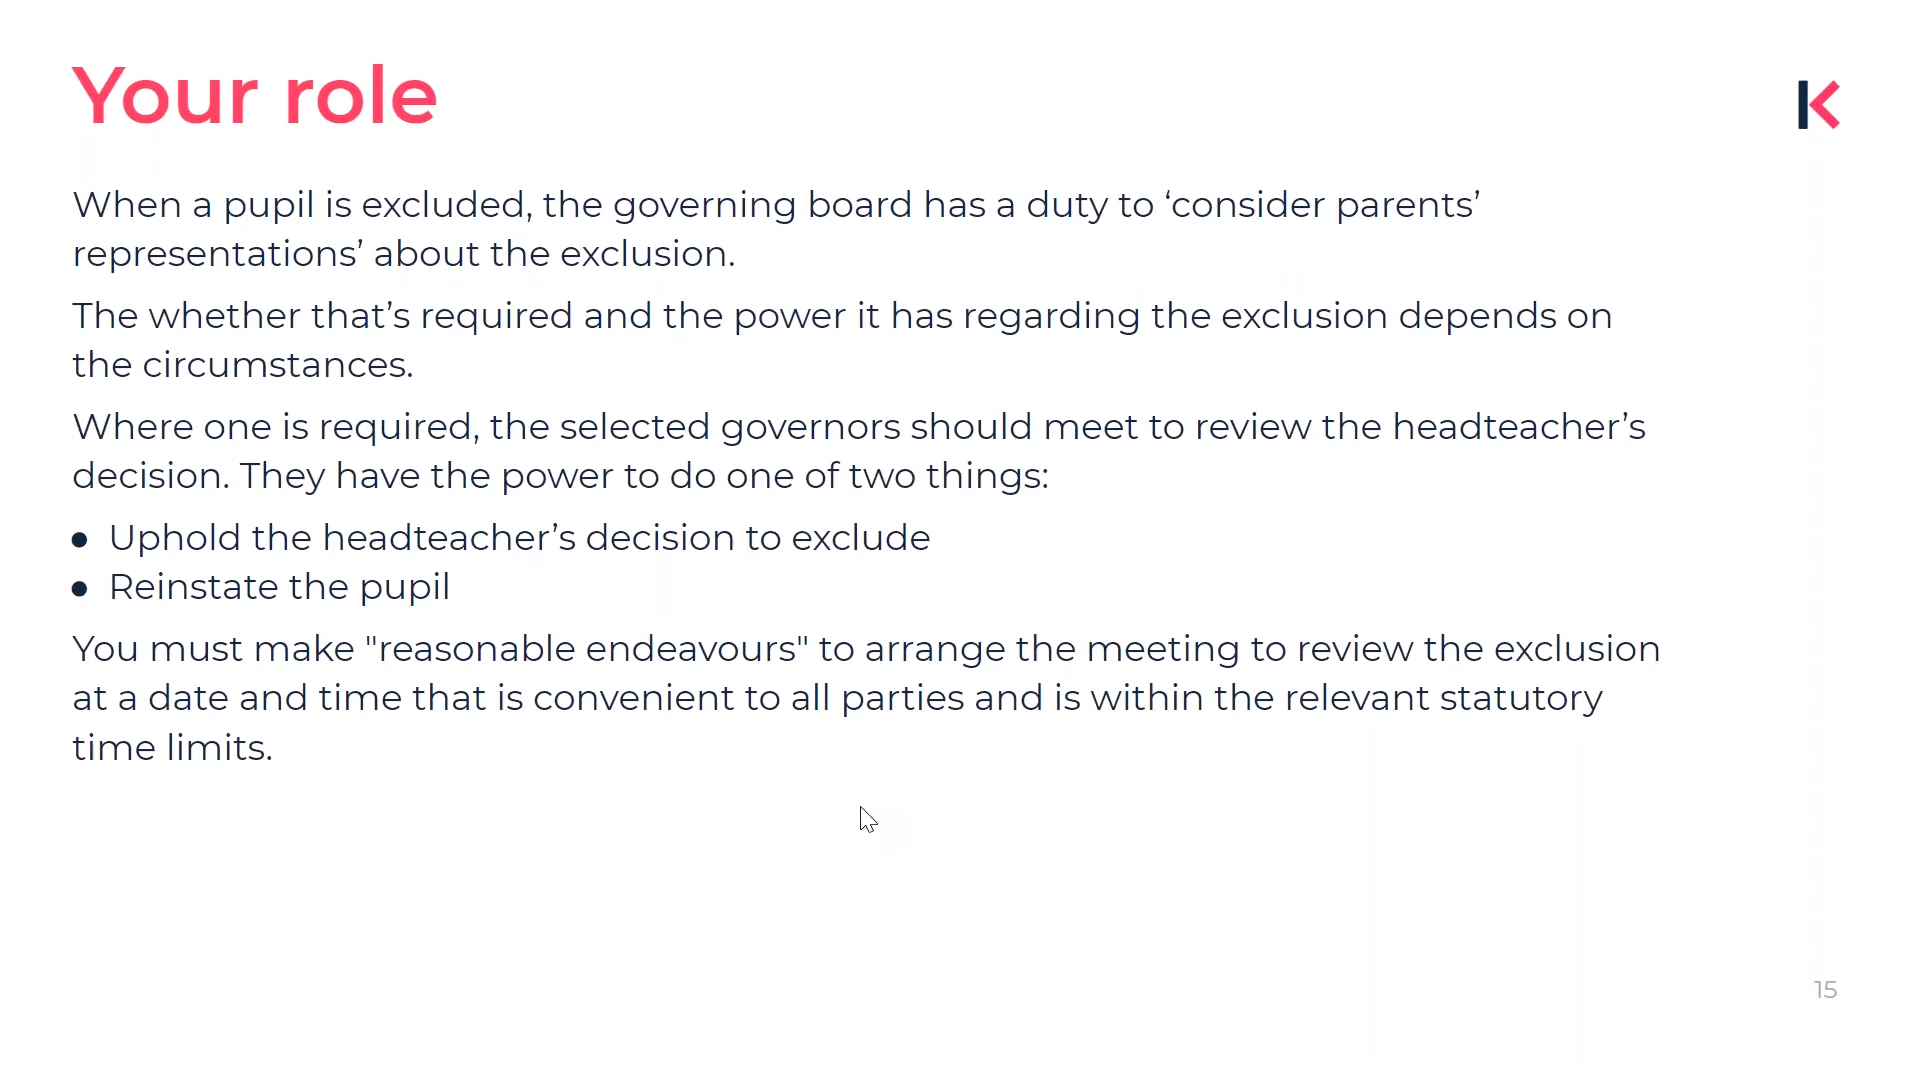 Your role
When a pupil is excluded, the governing board has a duty to ‘consider parents’
representations’ about the exclusion.
The whether that’s required and the power it has regarding the exclusion depends on
the circumstances.
Where one is required, the selected governors should meet to review the headteacher’s
decision. They have the power to do one of two things:
● Uphold the headteacher’s decision to exclude
● Reinstate the pupil
You must make "reasonable endeavours" to arrange the meeting to review the exclusion
at a date and time that is convenient to all parties and is within the relevant statutory
time limits.
15